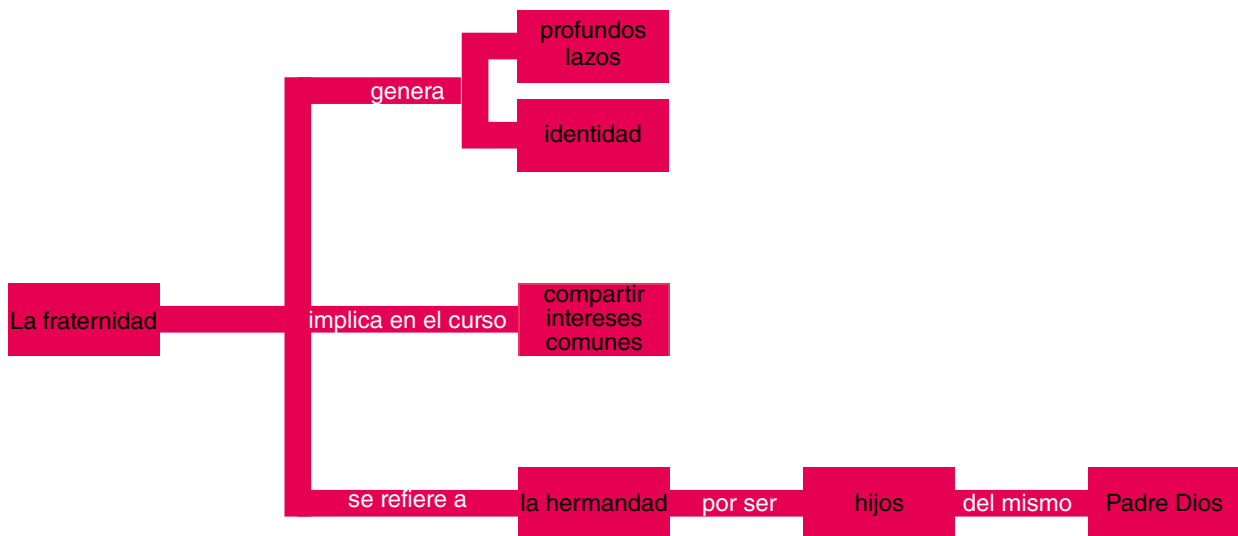 profundos
lazos
genera
identidad
La fraternidad
implica en el curso
compartir
intereses
comunes
se refiere a
la hermandad
por ser
hijos
del mismo
Padre Dios